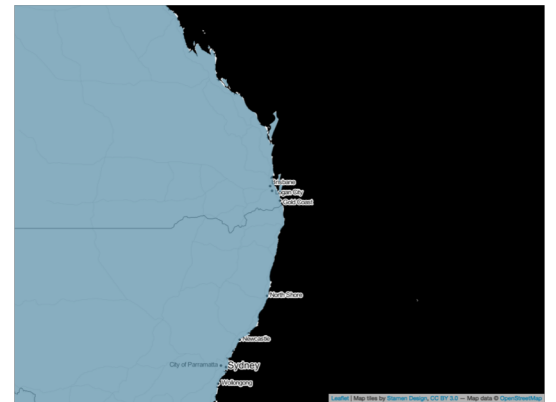 Brisbane
Logan City
Gold Coast
North Shore
Newcastle
City of Parramatta
Sydney
Wollongong
Leaflet | Map tiles by Stamen Design, CC BY 3.0 — Map data © OpenStreetMap